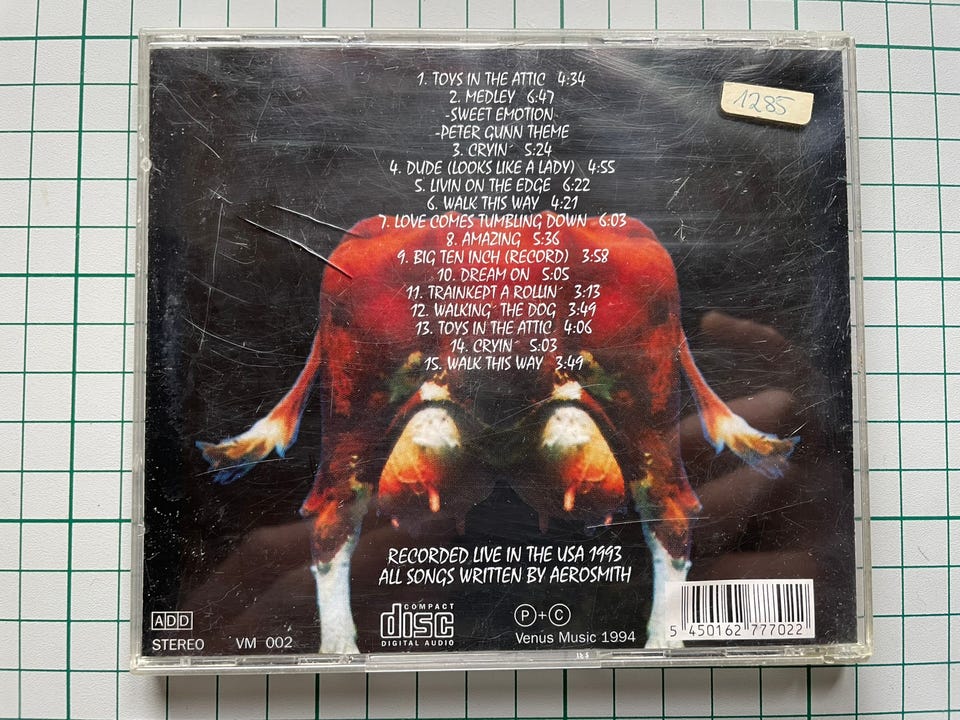 1. TOYS IN THE ATTIC 4:34
2. MEDLEY 6:47
-SWEET EMOTION
-PETER GUNN THEME
3. CRYIN´ 5:24
4. DUDE (LOOKS LIKE A LADY) 4:55
5. LIVIN ON THE EDGE 6:22
6. WALK THIS WAY 4:21
7. LOVE COMES TUMBLING DOWN 6:03
8. AMAZING 5:36
9. BIG TEN INCH (RECORD) 3:58
10. DREAM ON 5:05
11. TRAINKEPT A ROLLIN´ 3:13
12. WALKING´ THE DOG 3:49
13. TOYS IN THE ATTIC 4:06
14. CRYIN´ 5:03
15. WALK THIS WAY 3:49
1285
RECORDED LIVE IN THE USA 1993
ALL SONGS WRITTEN BY AEROSMITH
ADD
STEREO
VM 002
COMPACT
disc
DIGITAL AUDIO
P + C
Venus Music 1994
5 450162 777022